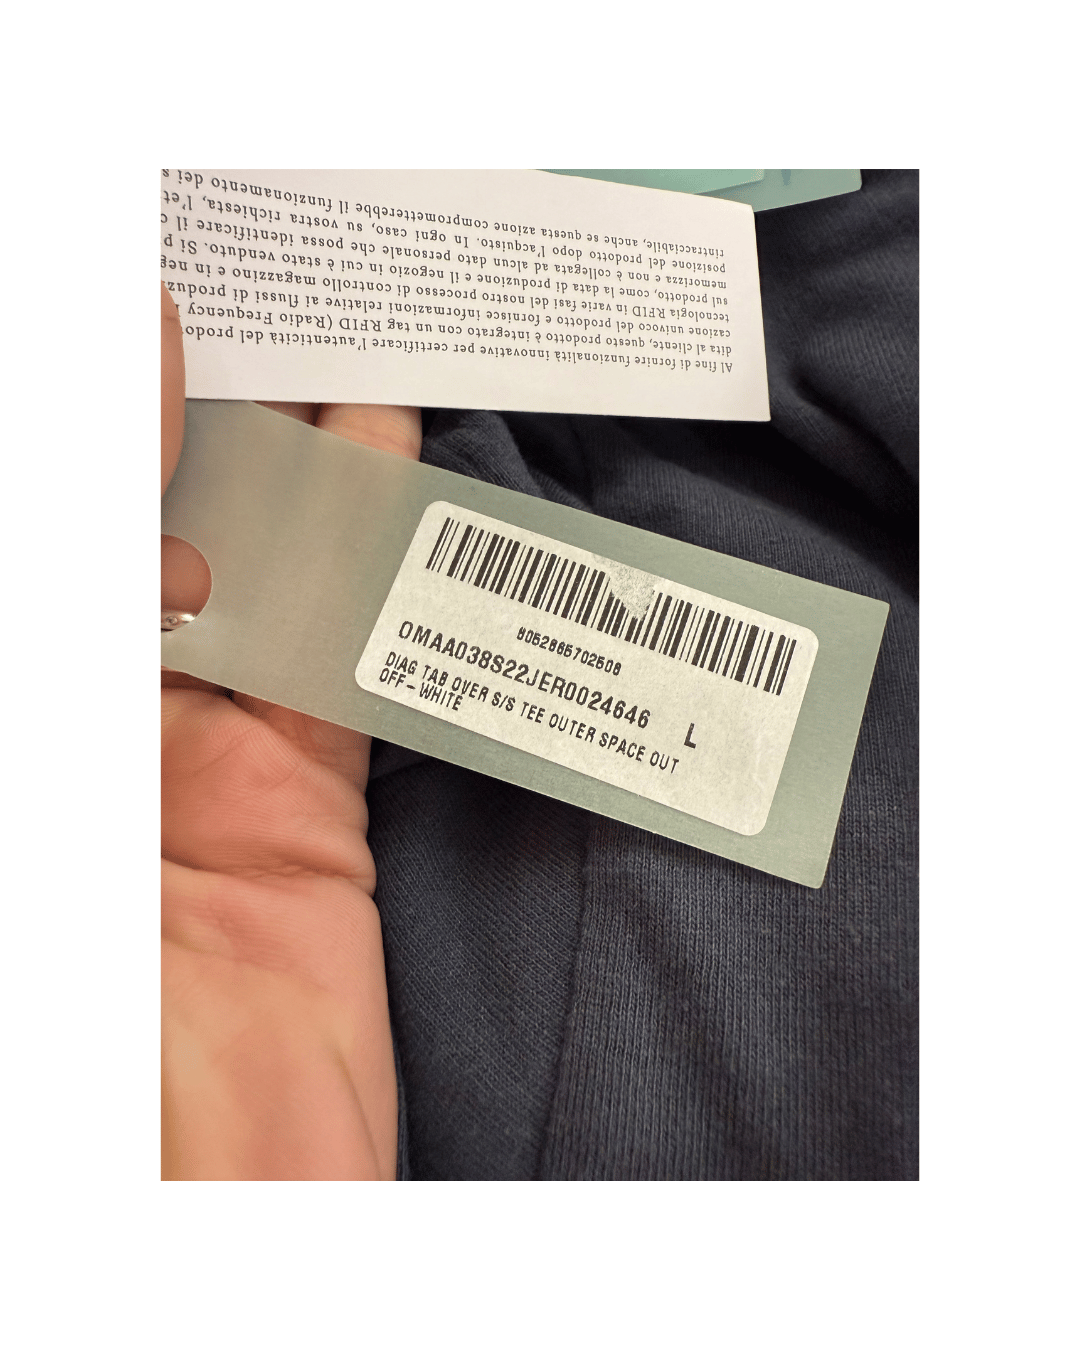 Al fine di fornire funzionalità innovative per certificare l'autenticità del prodot
dita al cliente, questo prodotto è integrato con un tag RFID (Radio Frequency
cazione univoco del prodotto e fornisce informazioni relative ai flussi di produz
tecnologia RFID in varie fasi del nostro processo di controllo magazzino e in neg
sul prodotto, come la data di produzione e il negozio in cui è stato venduto. Si p
memorizza e non è collegata ad alcun dato personale che possa identificare il c
posizione del prodotto dopo l'acquisto. In ogni caso, su vostra richiesta, l'et
rintracciabile, anche se questa azione comprometterebbe il funzionamento dei s
8052865702508
OMAA038S22JER0024646 L
DIAG TAB OVER S/S TEE OUTER SPACE OUT
OFF-WHITE